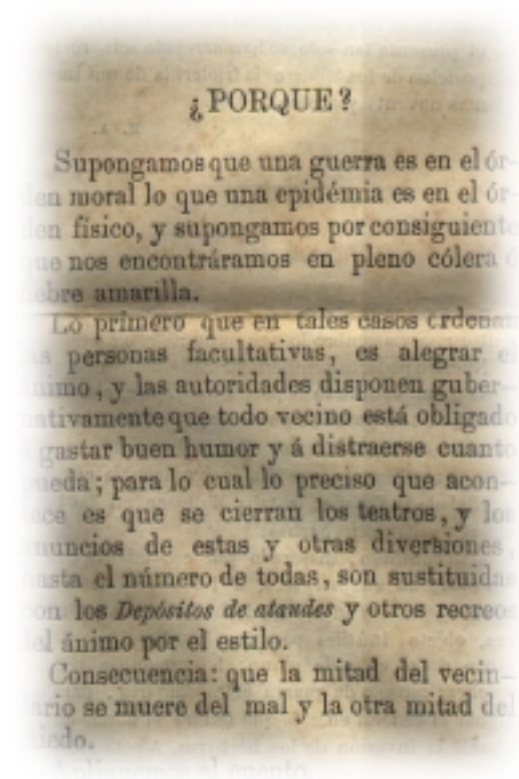 ¿PORQUE?
Supongamos que una guerra es en el ór-
den moral lo que una epidémia es en el ór-
den físico, y supongamos por consiguiente
que nos encontráramos en pleno cólera ó
fiebre amarilla.
Lo primero que en tales casos ordenan
las personas facultativas, es alegrar el
ánimo, y las autoridades disponen guber-
nativamente que todo vecino está obligado
á gastar buen humor y á distraerse cuanto
pueda; para lo cual lo preciso que acon-
tece es que se cierran los teatros, y los
anuncios de estas y otras diversiones,
hasta el número de todas, son sustituidas
con los Depósitos de ataudes y otros recreos
del ánimo por el estilo.
Consecuencia: que la mitad del vecin-
dario se muere del mal y la otra mitad del
miedo.
Apliquemos el cuento.